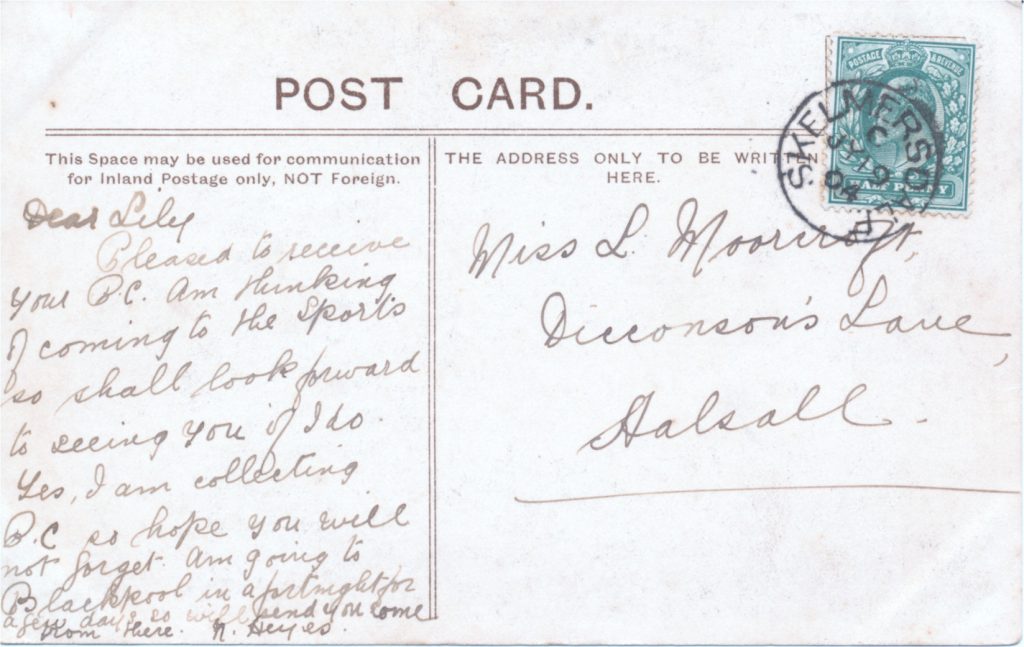 POST CARD.
This Space may be used for communication
for Inland Postage only, NOT Foreign.
THE ADDRESS ONLY TO BE WRITTEN
HERE.
POSTAGE & REVENUE
HALF PENNY
SKELMERSDALE
C
JY 9
04
Dear Lily
Pleased to receive
your P.C. Am thinking
of coming to the Sports
so shall look forward
to seeing you if I do.
Yes, I am collecting
P.C so hope you will
not forget. Am going to
Blackpool in a fortnight for
a few days so will send you some
from there. N. Heyes.
Miss L. Moorcroft,
Dicconson's Lane,
Halsall.